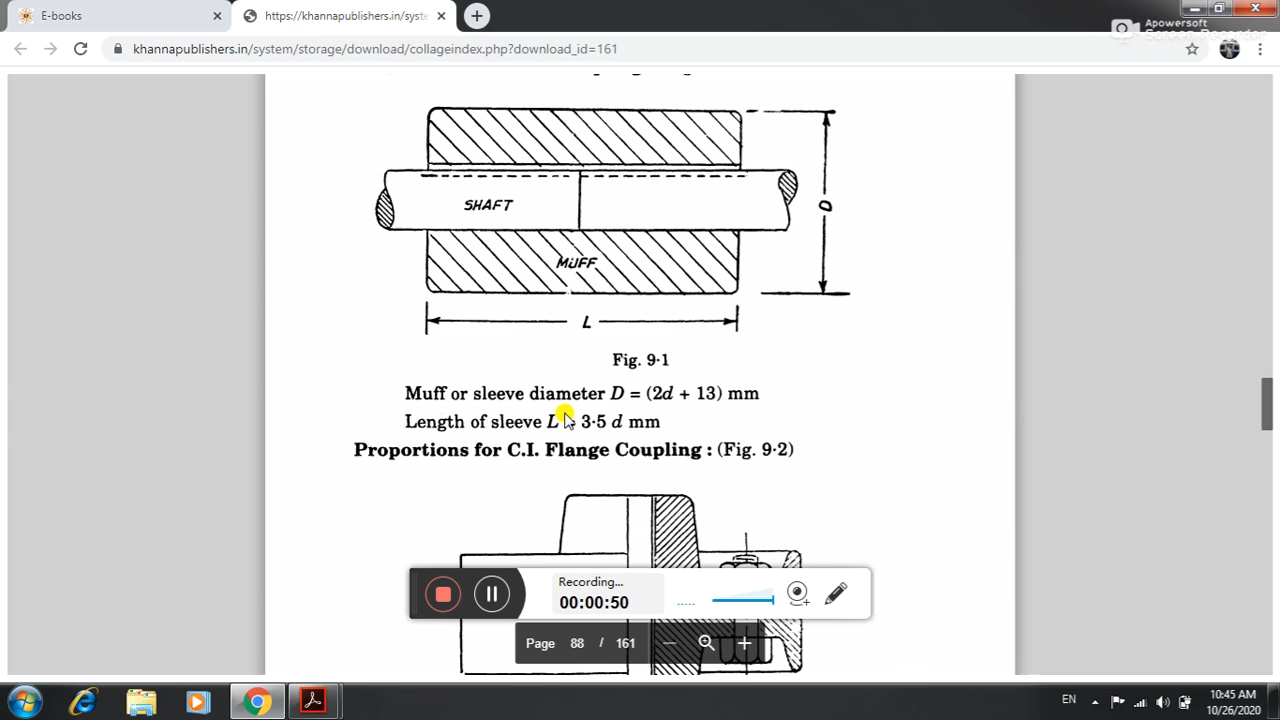 E-books
https://khannapublishers.in/syste
Apowersoft
Screen Recorder
khannapublishers.in/system/storage/download/collageindex.php?download_id=161
SHAFT
D
MUFF
L
Fig. 9·1
Muff or sleeve diameter D = (2d + 13) mm
Length of sleeve L 3·5 d mm
Proportions for C.I. Flange Coupling : (Fig. 9·2)
Recording...
00:00:50
Page 88 / 161
EN
10:45 AM
10/26/2020